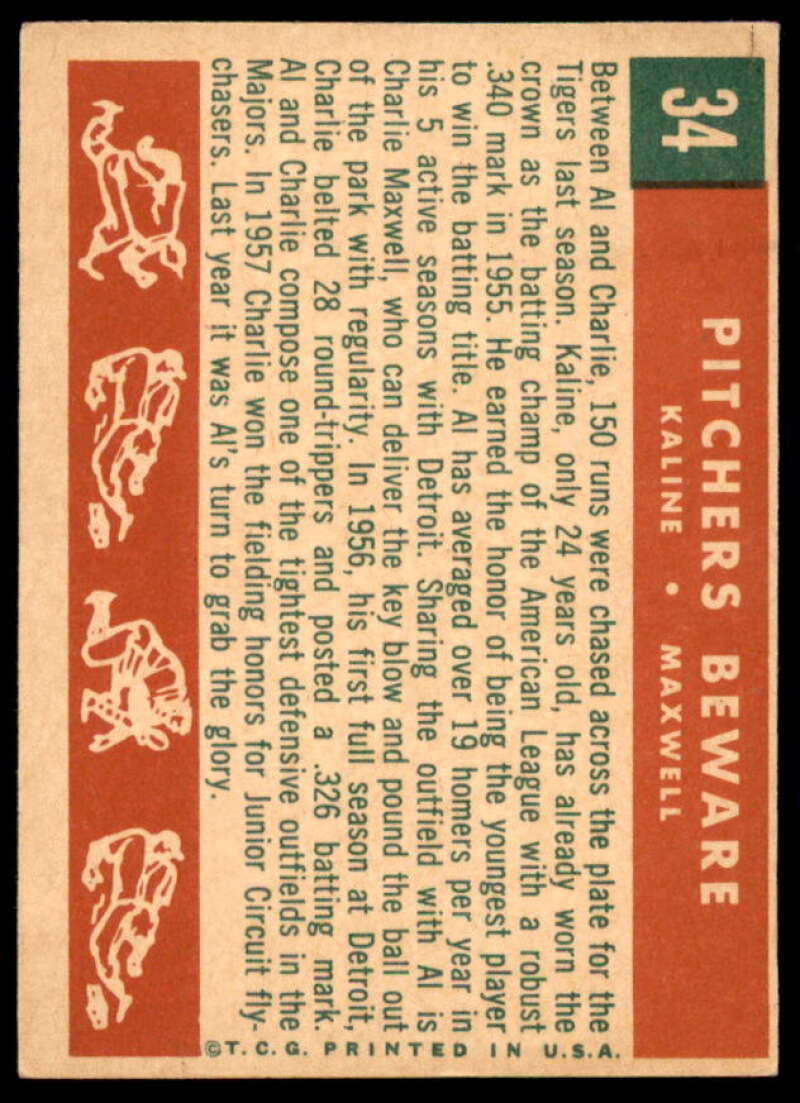 34
PITCHERS BEWARE
KALINE • MAXWELL
Between Al and Charlie, 150 runs were chased across the plate for the
Tigers last season. Kaline, only 24 years old, has already worn the
crown as the batting champ of the American League with a robust
.340 mark in 1955. He earned the honor of being the youngest player
to win the batting title. Al has averaged over 19 homers per year in
his 5 active seasons with Detroit. Sharing the outfield with Al is
Charlie Maxwell, who can deliver the key blow and pound the ball out
of the park with regularity. In 1956, his first full season at Detroit,
Charlie belted 28 round-trippers and posted a .326 batting mark.
Al and Charlie compose one of the tightest defensive outfields in the
Majors. In 1957 Charlie won the fielding honors for Junior Circuit fly-
chasers. Last year it was Al's turn to grab the glory.
©T.C.G. PRINTED IN U.S.A.